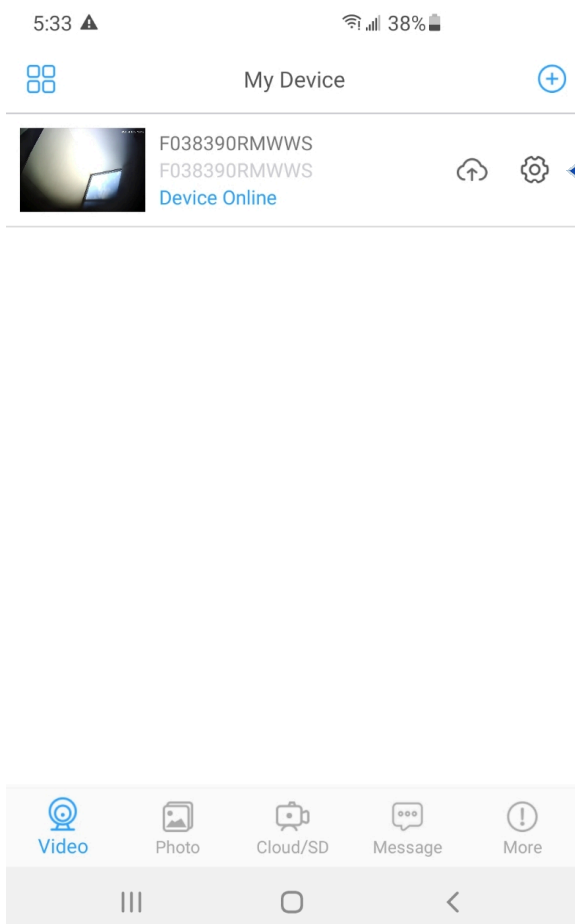 5:33 38%
My Device
F038390RMWWS
F038390RMWWS
Device Online
Video Photo Cloud/SD Message More